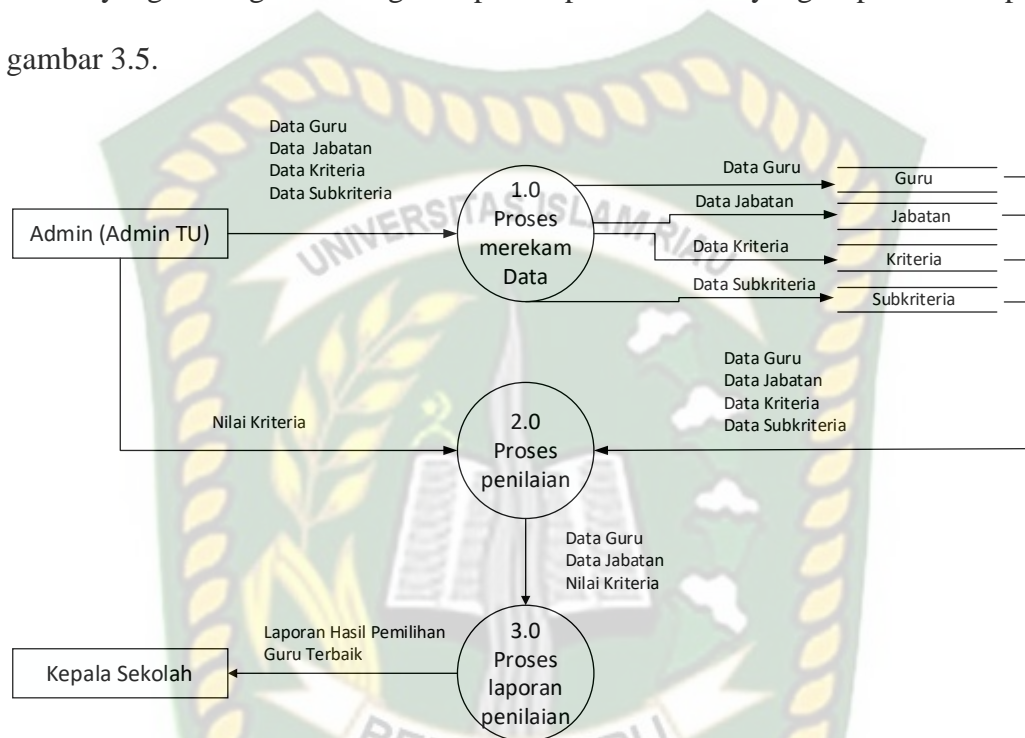 gambar 3.5.
Data Guru
Data Jabatan
Data Kriteria
Data Subkriteria
Admin (Admin TU)
1.0
Proses
merekam
Data
Data Guru
Guru
Data Jabatan
Jabatan
Data Kriteria
Kriteria
Data Subkriteria
Subkriteria
UNIVERSITAS ISLAM RIAU
Data Guru
Data Jabatan
Data Kriteria
Data Subkriteria
Nilai Kriteria
2.0
Proses
penilaian
Data Guru
Data Jabatan
Nilai Kriteria
3.0
Proses
laporan
penilaian
Laporan Hasil Pemilihan
Guru Terbaik
Kepala Sekolah